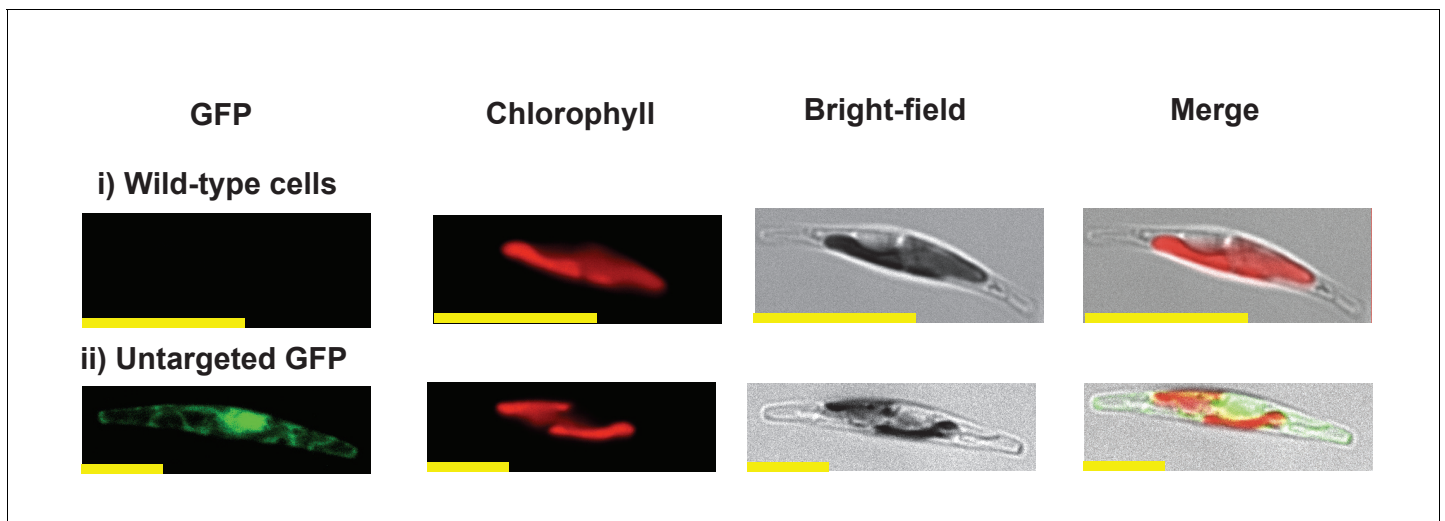 GFP Chlorophyll Bright-field Merge
i) Wild-type cells
ii) Untargeted GFP